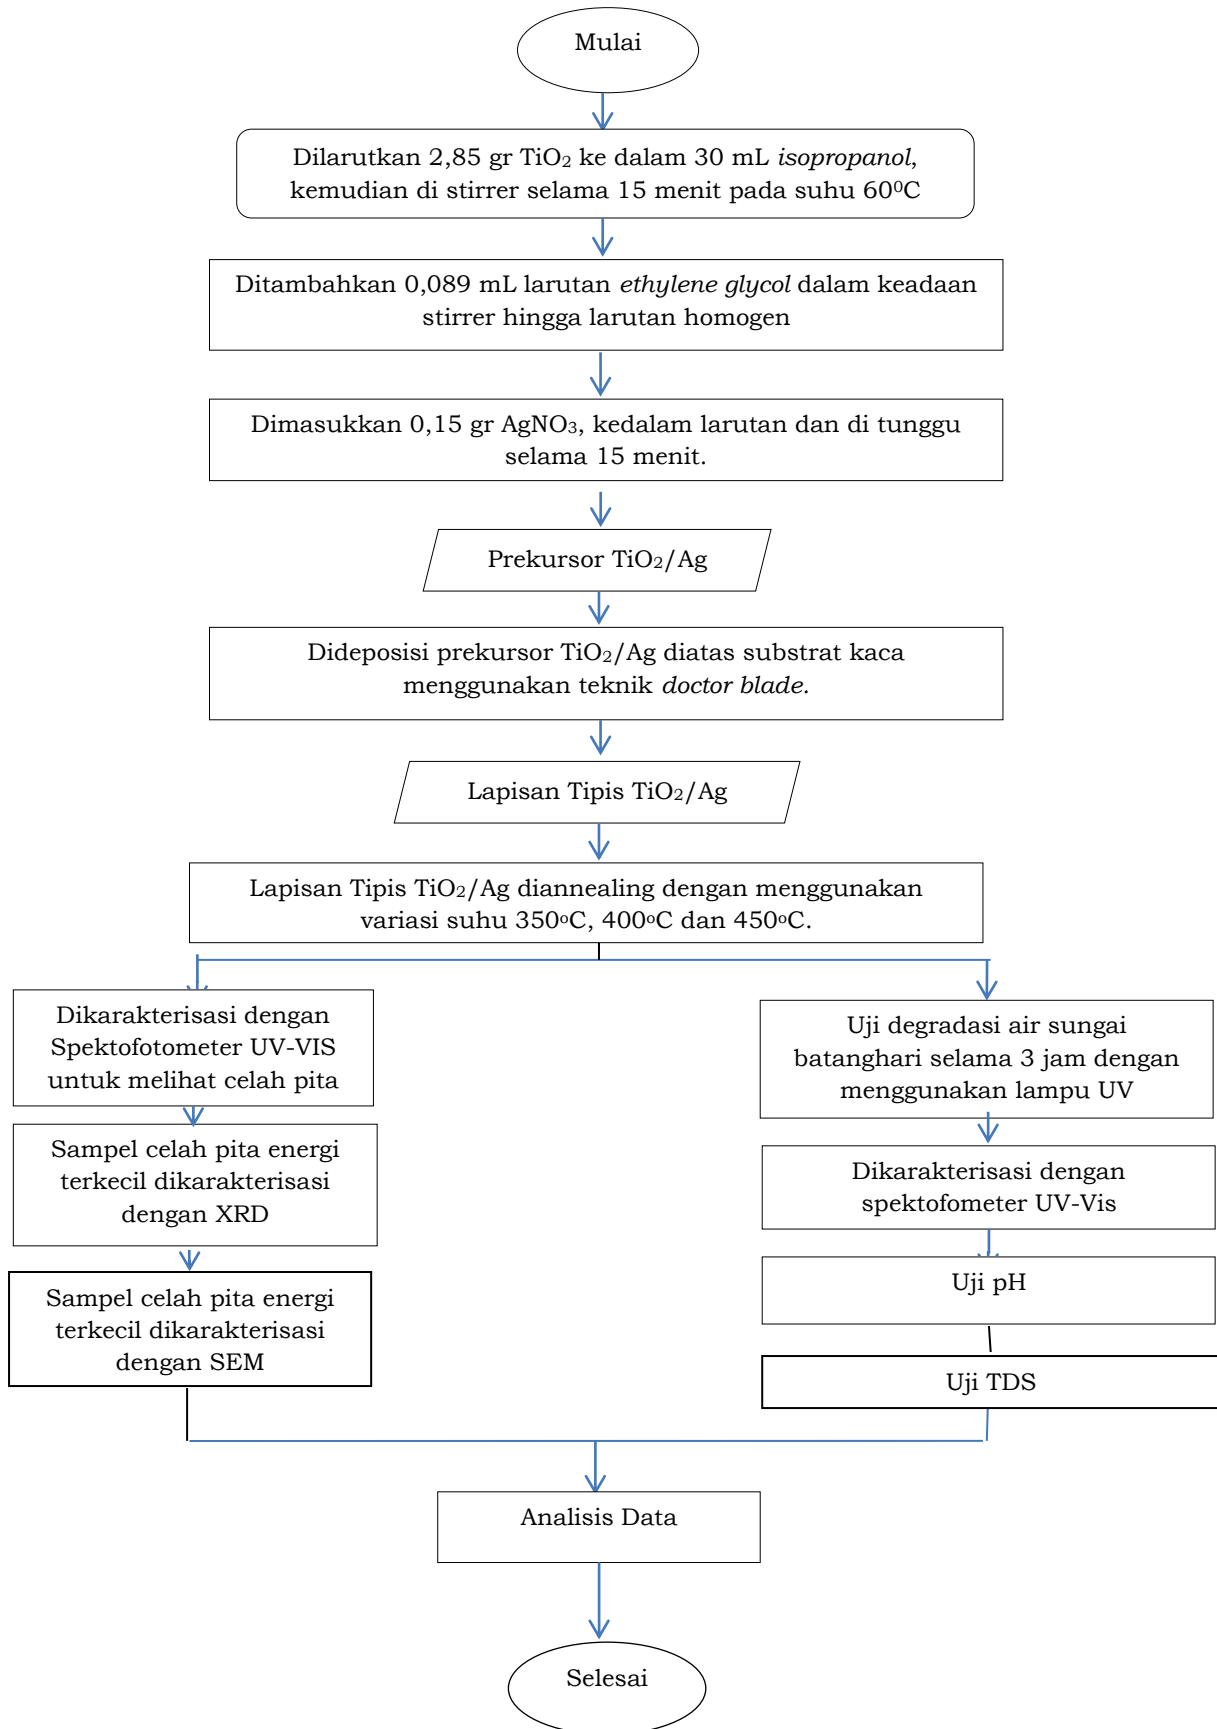 Mulai
Dilarutkan 2,85 gr TiO₂ ke dalam 30 mL isopropanol,
kemudian di stirrer selama 15 menit pada suhu 60⁰C
Ditambahkan 0,089 mL larutan ethylene glycol dalam keadaan
stirrer hingga larutan homogen
Dimasukkan 0,15 gr AgNO₃, kedalam larutan dan di tunggu
selama 15 menit.
Prekursor TiO₂/Ag
Dideposisi prekursor TiO₂/Ag diatas substrat kaca
menggunakan teknik doctor blade.
Lapisan Tipis TiO₂/Ag
Lapisan Tipis TiO₂/Ag diannealing dengan menggunakan
variasi suhu 350ᵒC, 400ᵒC dan 450ᵒC.
Dikarakterisasi dengan
Spektofotometer UV-VIS
untuk melihat celah pita
Sampel celah pita energi
terkecil dikarakterisasi
dengan XRD
Sampel celah pita energi
terkecil dikarakterisasi
dengan SEM
Uji degradasi air sungai
batanghari selama 3 jam dengan
menggunakan lampu UV
Dikarakterisasi dengan
spektofometer UV-Vis
Uji pH
Uji TDS
Analisis Data
Selesai